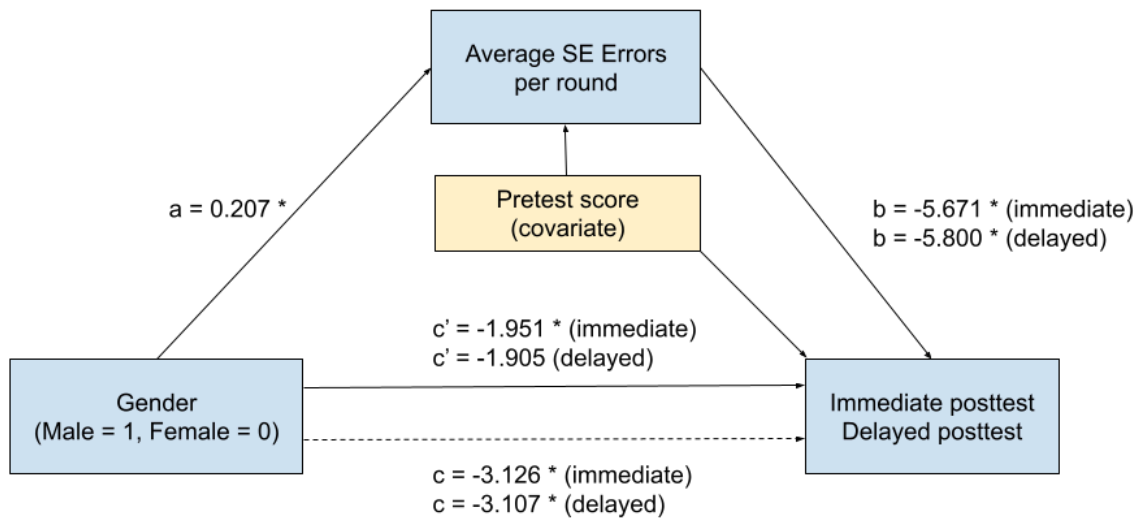 Average SE Errors
per round
Pretest score
(covariate)
a = 0.207 *
b = -5.671 * (immediate)
b = -5.800 * (delayed)
c’ = -1.951 * (immediate)
c’ = -1.905 (delayed)
Gender
(Male = 1, Female = 0)
Immediate posttest
Delayed posttest
c = -3.126 * (immediate)
c = -3.107 * (delayed)